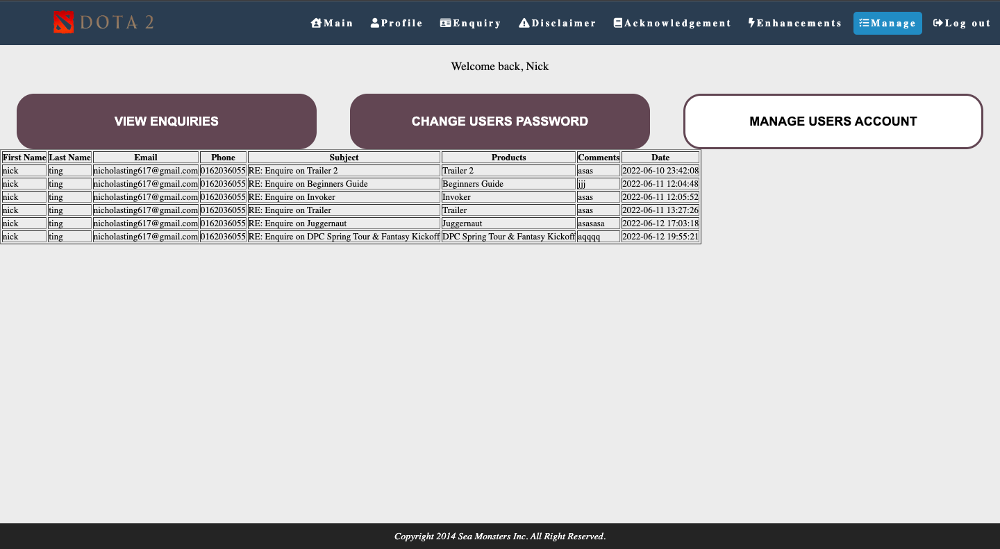 DOTA 2 Main Profile Enquiry Disclaimer Acknowledgement Enhancements Manage Log out
Welcome back, Nick
VIEW ENQUIRIES CHANGE USERS PASSWORD MANAGE USERS ACCOUNT
First Name Last Name Email Phone Subject Products Comments Date
nick ting nicholasting617@gmail.com 0162036055 RE: Enquire on Trailer 2 Trailer 2 asas 2022-06-10 23:42:08
nick ting nicholasting617@gmail.com 0162036055 RE: Enquire on Beginners Guide Beginners Guide jjj 2022-06-11 12:04:48
nick ting nicholasting617@gmail.com 0162036055 RE: Enquire on Invoker Invoker asas 2022-06-11 12:05:52
nick ting nicholasting617@gmail.com 0162036055 RE: Enquire on Trailer Trailer asas 2022-06-11 13:27:26
nick ting nicholasting617@gmail.com 0162036055 RE: Enquire on Juggernaut Juggernaut asasasa 2022-06-12 17:03:18
nick ting nicholasting617@gmail.com 0162036055 RE: Enquire on DPC Spring Tour & Fantasy Kickoff DPC Spring Tour & Fantasy Kickoff aqqqq 2022-06-12 19:55:21
Copyright 2014 Sea Monsters Inc. All Right Reserved.